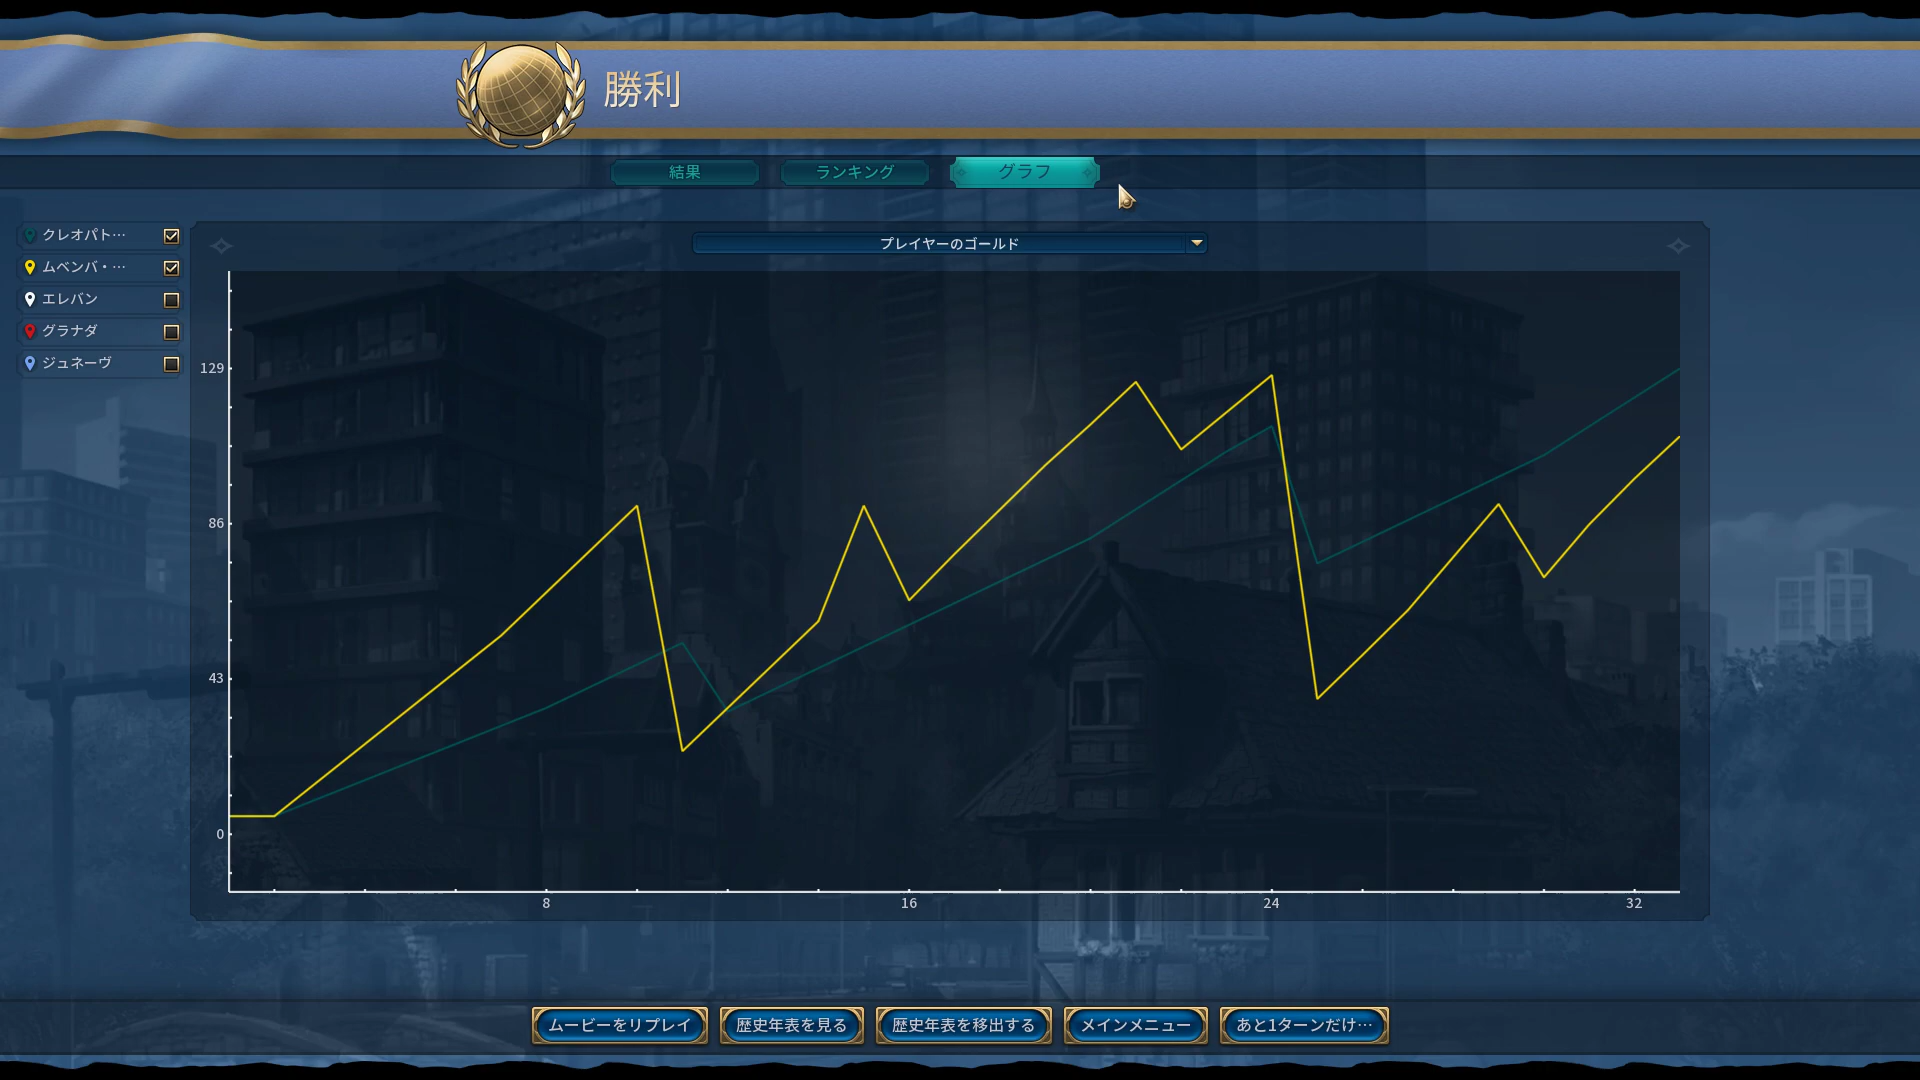 勝利
結果
ランキング
グラフ
クレオパト…
ムベンバ・…
エレバン
グラナダ
ジュネーヴ
プレイヤーのゴールド
129
86
43
0
8
16
24
32
ムービーをリプレイ
歴史年表を見る
歴史年表を移出する
メインメニュー
あと1ターンだけ…